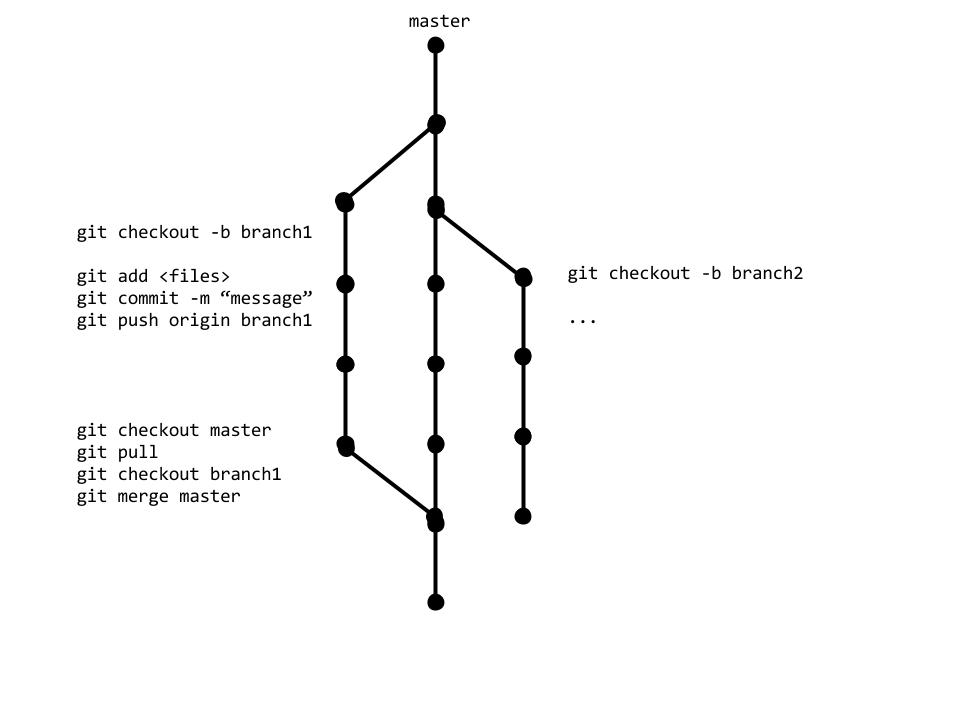 master
git checkout -b branch1
git add <files>
git commit -m “message”
git push origin branch1
git checkout master
git pull
git checkout branch1
git merge master
git checkout -b branch2
...